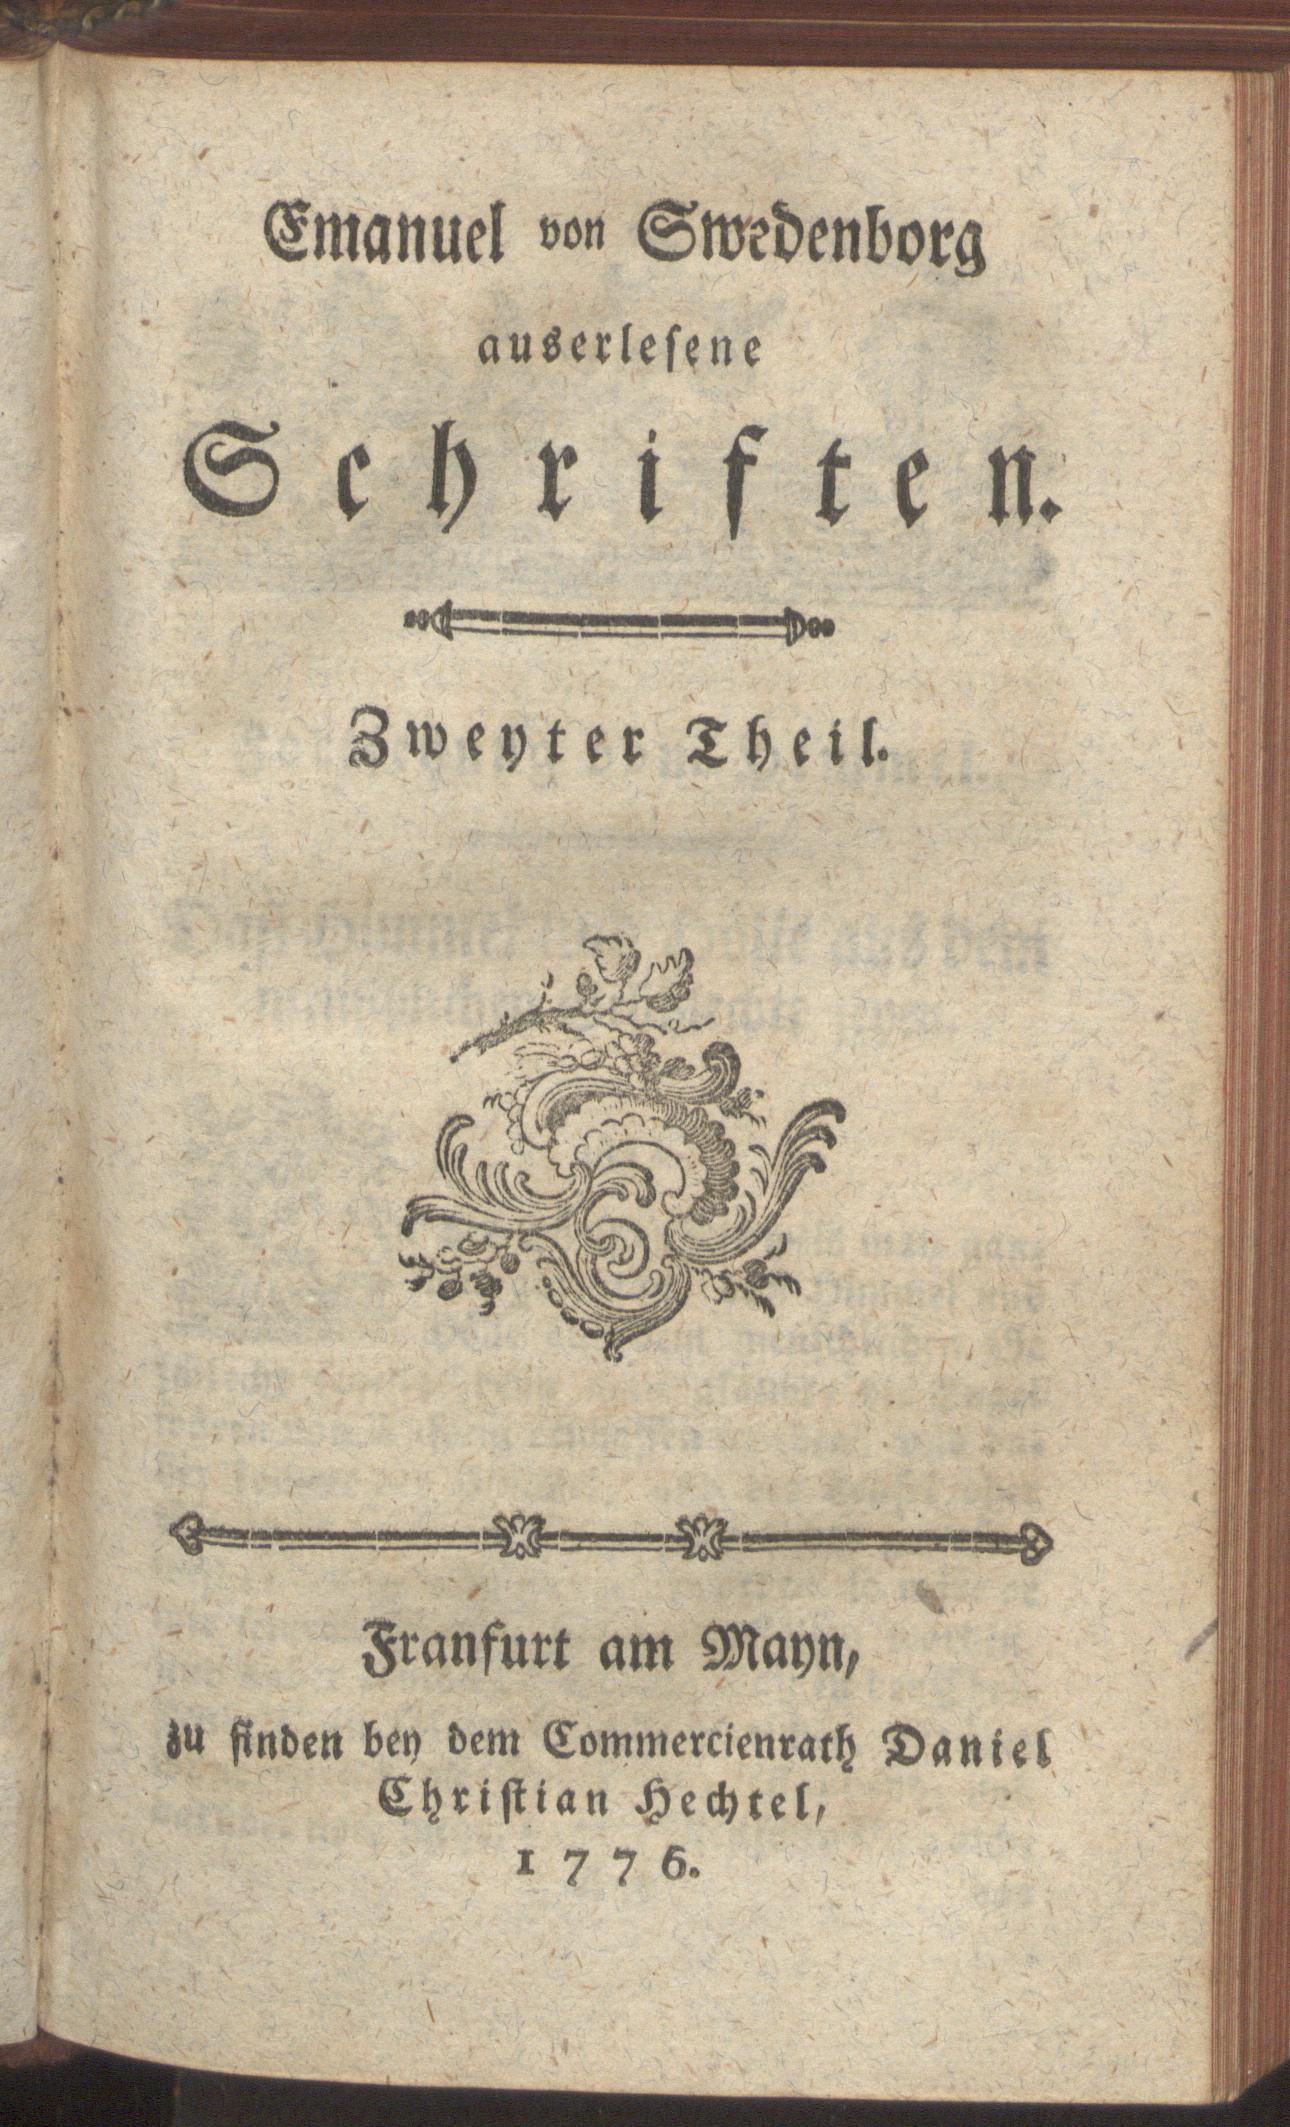 Emanuel von Swedenborg
auserleſene
Schriften.
Zweyter Theil.
Franfurt am Mayn,
zu finden bey dem Commercienrath Daniel
Chriſtian Hechtel,
1776.